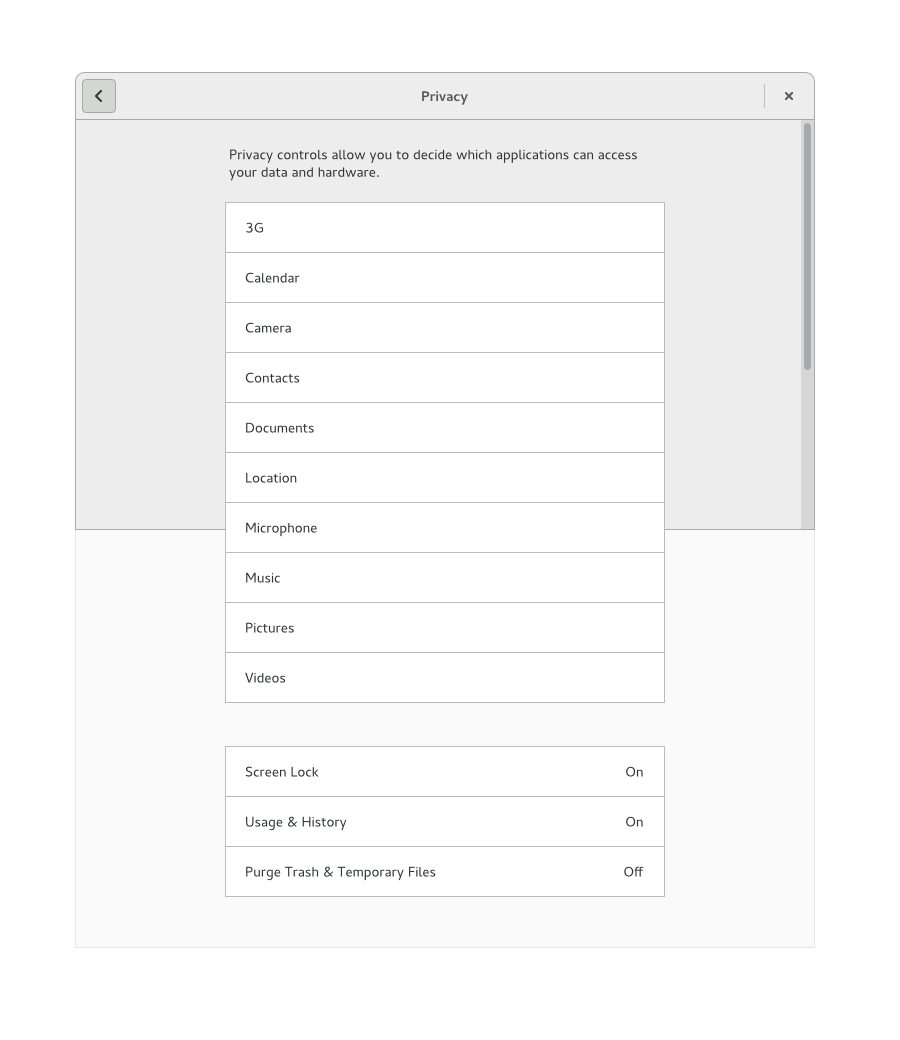 Privacy
Privacy controls allow you to decide which applications can access
your data and hardware.
3G
Calendar
Camera
Contacts
Documents
Location
Microphone
Music
Pictures
Videos
Screen Lock On
Usage & History On
Purge Trash & Temporary Files Off